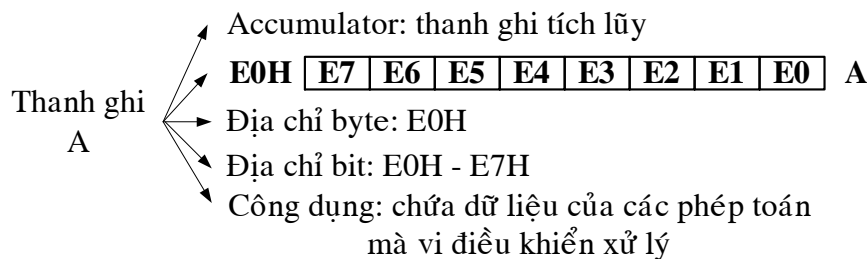 Accumulator: thanh ghi tích lũy
E0H E7 E6 E5 E4 E3 E2 E1 E0 A
Thanh ghi
A
Địa chỉ byte: E0H
Địa chỉ bit: E0H - E7H
Công dụng: chứa dữ liệu của các phép toán
mà vi điều khiển xử lý